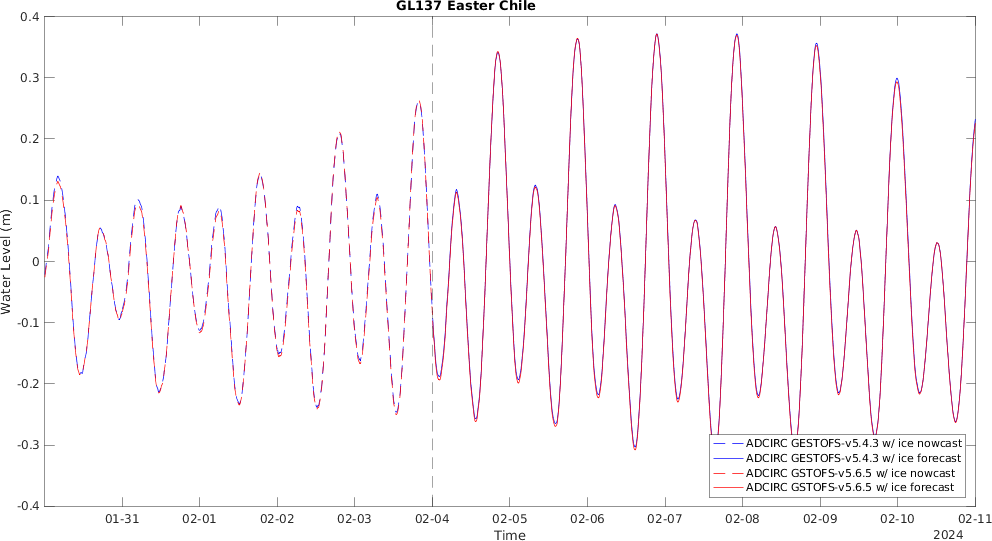 GL137 Easter Chile
0.4
0.3
0.2
0.1
0
-0.1
-0.2
-0.3
-0.4
Water Level (m)
ADCIRC GESTOFS-v5.4.3 w/ ice nowcast
ADCIRC GESTOFS-v5.4.3 w/ ice forecast
ADCIRC GSTOFS-v5.6.5 w/ ice nowcast
ADCIRC GSTOFS-v5.6.5 w/ ice forecast
01-31 02-01 02-02 02-03 02-04 02-05 02-06 02-07 02-08 02-09 02-10 02-11
Time
2024